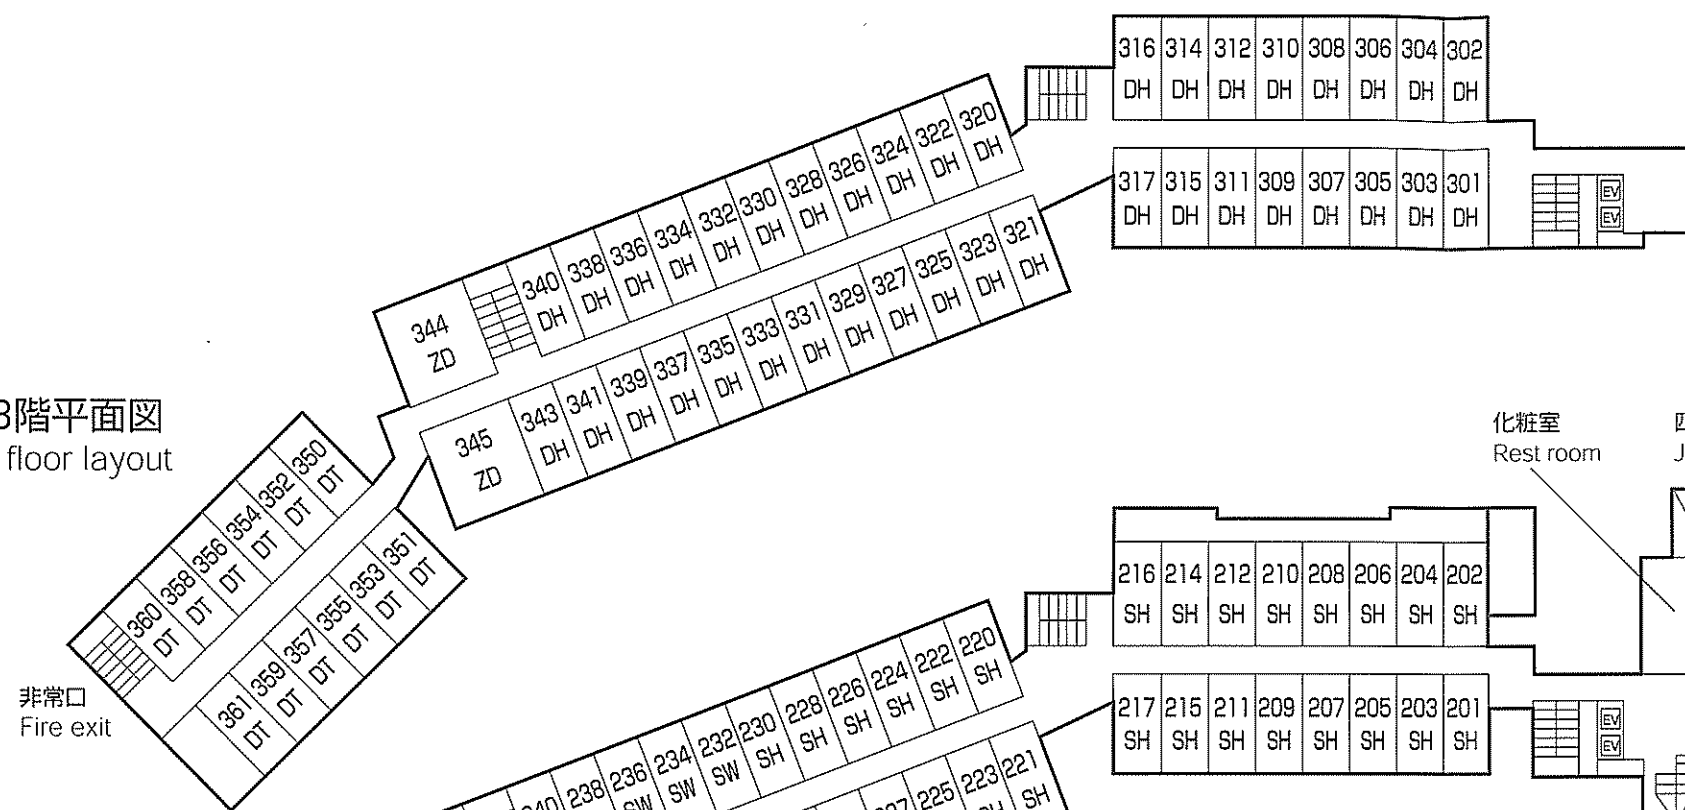 316 314 312 310 308 306 304 302
DH DH DH DH DH DH DH DH
317 315 311 309 307 305 303 301
DH DH DH DH DH DH DH DH
EV
EV
344 340 338 336 334 332 330 328 326 324 322 320
ZD DH DH DH DH DH DH DH DH DH DH DH
345 343 341 339 337 335 333 331 329 327 325 323 321
ZD DH DH DH DH DH DH DH DH DH DH DH DH
3階平面図
floor layout
360 358 356 354 352 350
DT DT DT DT DT DT
361 359 357 355 353 351
DT DT DT DT DT DT
非常口
Fire exit
化粧室
Rest room
216 214 212 210 208 206 204 202
SH SH SH SH SH SH SH SH
217 215 211 209 207 205 203 201
SH SH SH SH SH SH SH SH
EV
EV
238 236 234 232 230 228 226 224 222 220
SW SW SW SH SH SH SH SH SH
225 223 221
SH